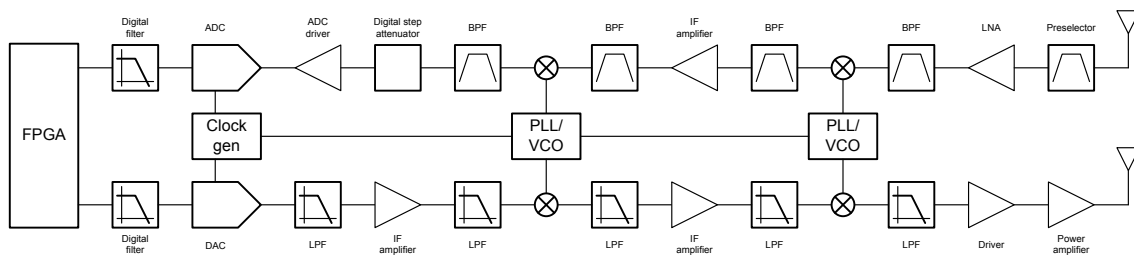 Digital
filter
ADC
ADC
driver
Digital step
attenuator
BPF
BPF
IF
amplifier
BPF
BPF
LNA
Preselector
FPGA
Clock
gen
PLL/
VCO
PLL/
VCO
Digital
filter
DAC
LPF
IF
amplifier
LPF
LPF
IF
amplifier
LPF
LPF
Driver
Power
amplifier